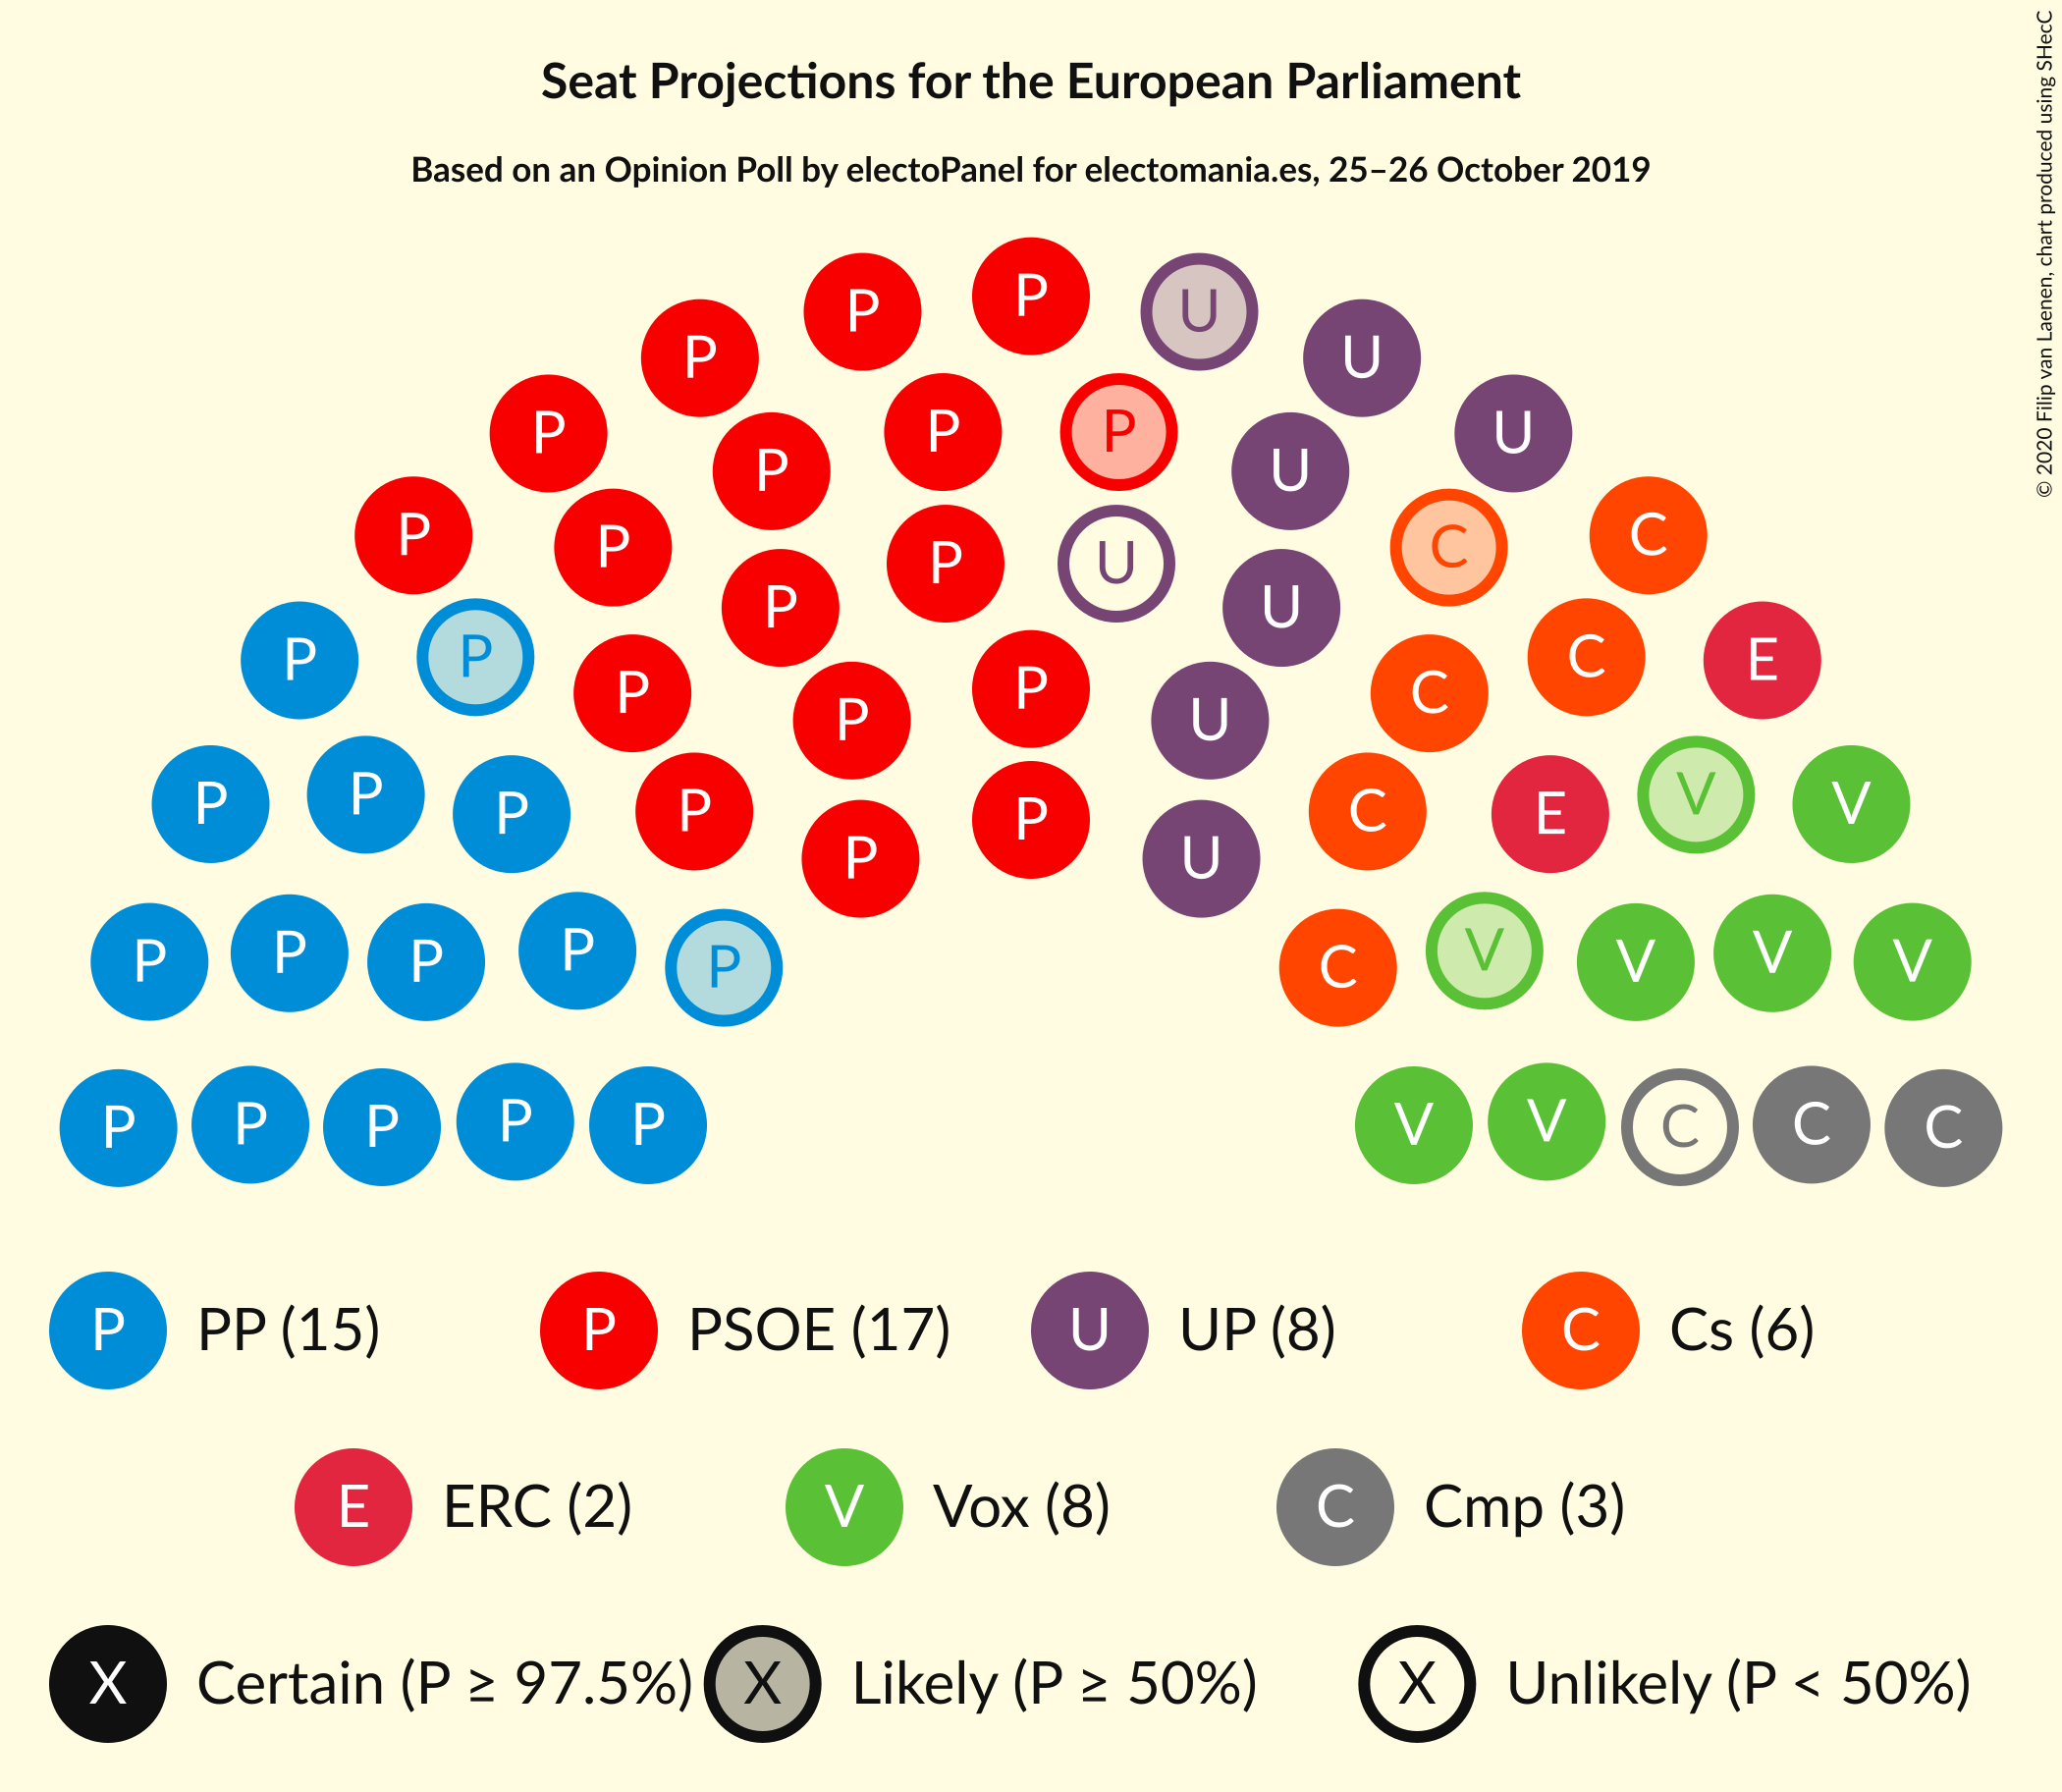 Seat Projections for the European Parliament
Based on an Opinion Poll by electoPanel for electomania.es, 25–26 October 2019
© 2020 Filip van Laenen, chart produced using SHecC
P
P P U
P U
P P P U
P U
P P U
P C C
P P U
P P E
P P C
P P P U
P V V
P P P C E
P P
P U
P P P P V V V V
P C
P P P P P V V C C C
P PP (15) P PSOE (17) U UP (8) C Cs (6)
E ERC (2) V Vox (8) C Cmp (3)
X Certain (P ≥ 97.5%) X Likely (P ≥ 50%) X Unlikely (P < 50%)